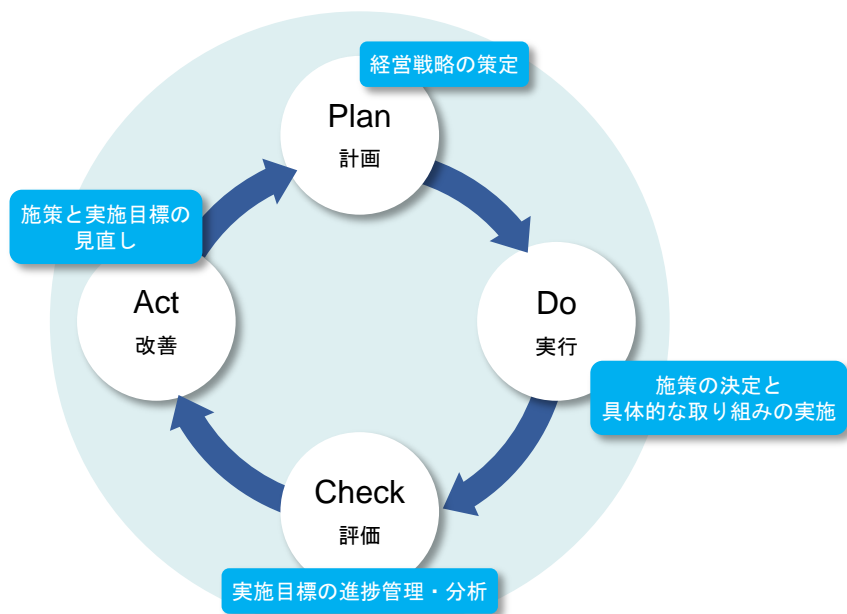 経営戦略の策定
Plan
計画
施策と実施目標の
見直し
Act
改善
Do
実行
施策の決定と
具体的な取り組みの実施
Check
評価
実施目標の進捗管理・分析